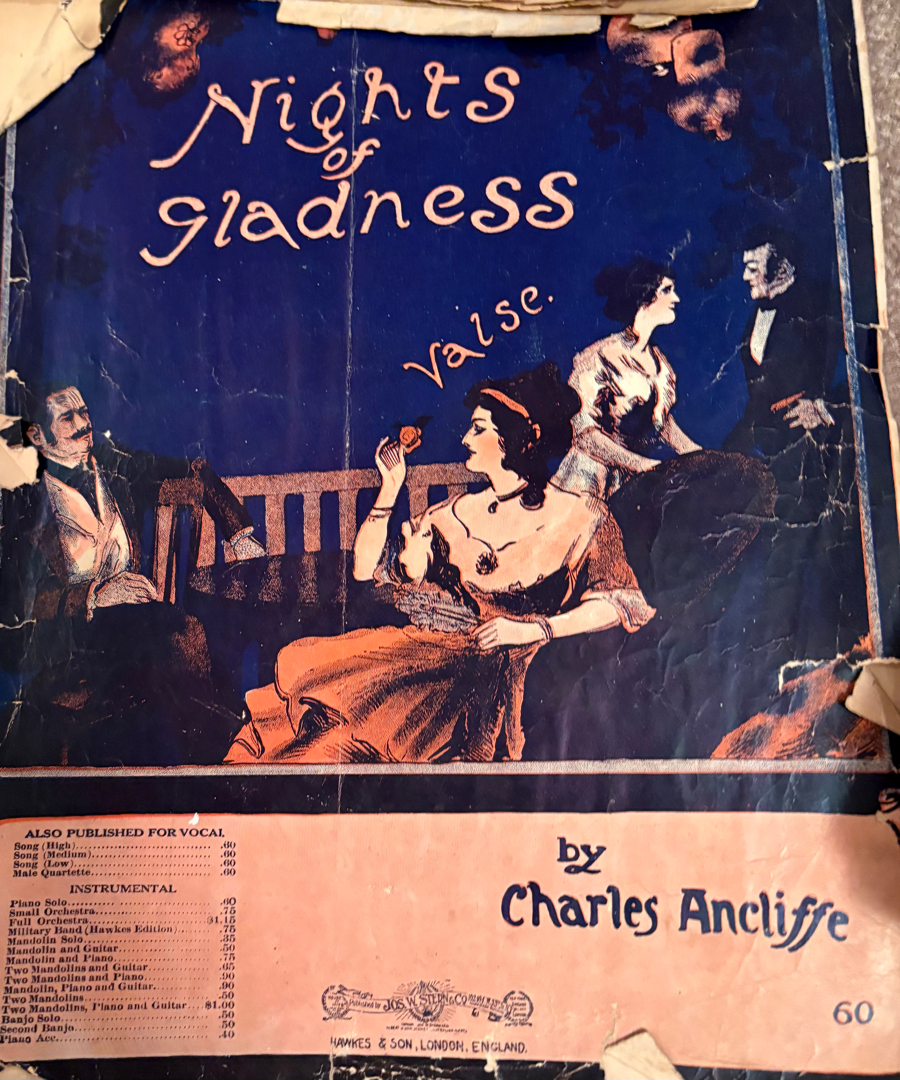 Nights
of
Gladness
Valse.
ALSO PUBLISHED FOR VOCAL
Song (High) .60
Song (Medium) .60
Song (Low) .60
Male Quartette .60
INSTRUMENTAL
Piano Solo .60
Small Orchestra .75
Full Orchestra $1.15
Military Band (Hawkes Edition) .75
Mandolin Solo .35
Mandolin and Guitar .50
Mandolin and Piano .75
Two Mandolins and Guitar .65
Two Mandolins and Piano .90
Mandolin, Piano and Guitar .90
Two Mandolins .50
Two Mandolins, Piano and Guitar $1.00
Banjo Solo .50
Second Banjo .50
Piano Acc. .40
by
Charles Ancliffe
Published by JOS. W. STERN & CO
HAWKES & SON, LONDON, ENGLAND.
60